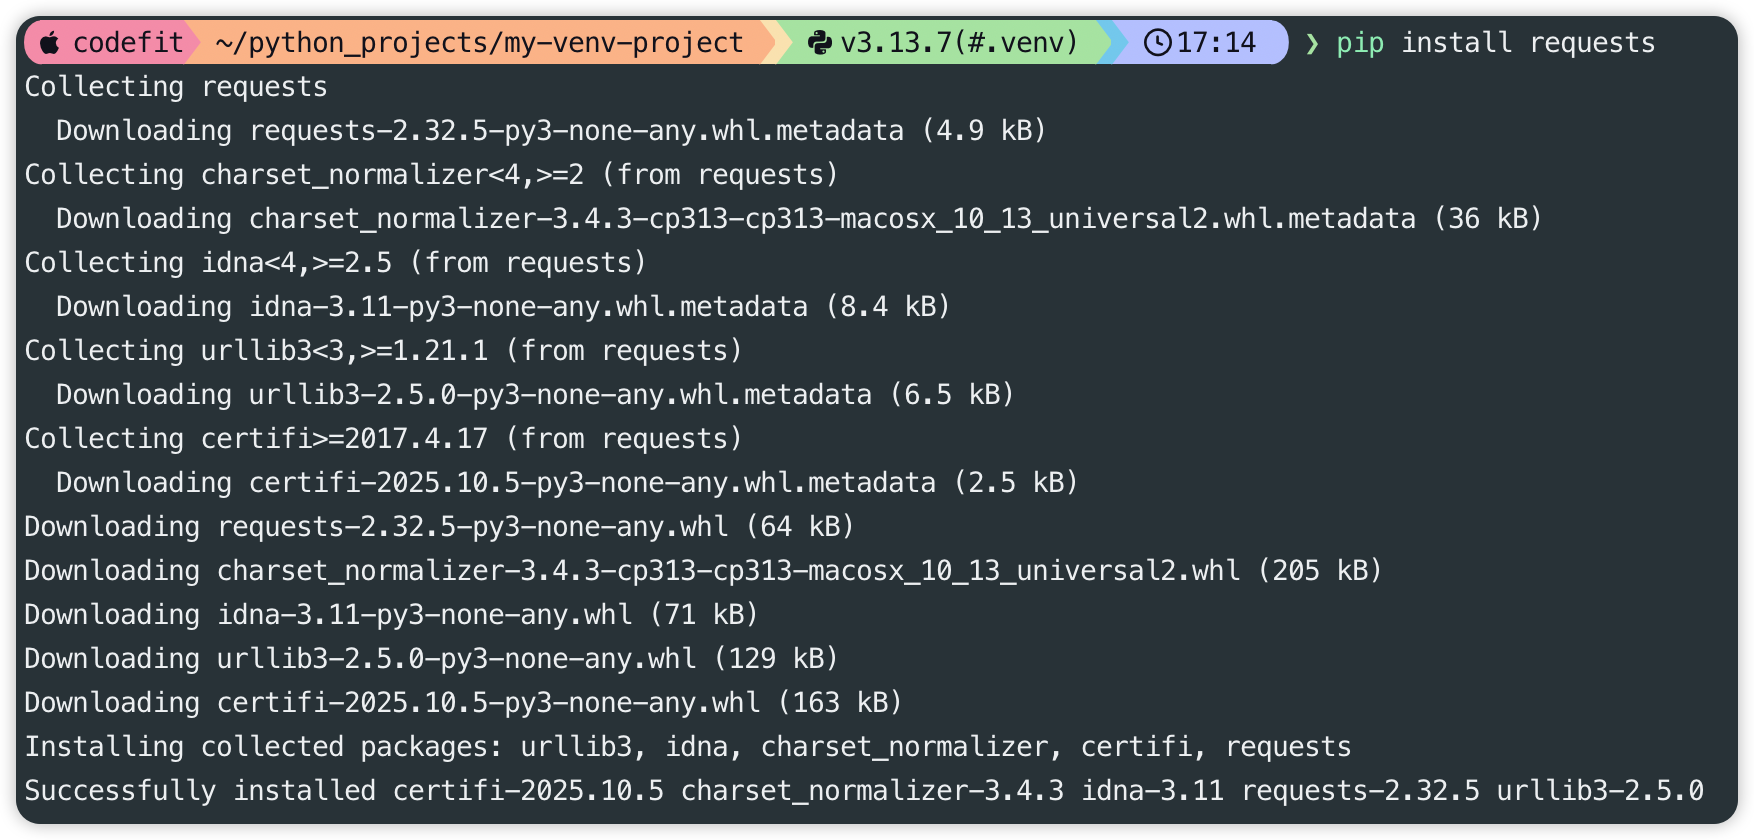 codefit ~/python_projects/my-venv-project v3.13.7(#.venv) 17:14 ❯ pip install requests
Collecting requests
  Downloading requests-2.32.5-py3-none-any.whl.metadata (4.9 kB)
Collecting charset_normalizer<4,>=2 (from requests)
  Downloading charset_normalizer-3.4.3-cp313-cp313-macosx_10_13_universal2.whl.metadata (36 kB)
Collecting idna<4,>=2.5 (from requests)
  Downloading idna-3.11-py3-none-any.whl.metadata (8.4 kB)
Collecting urllib3<3,>=1.21.1 (from requests)
  Downloading urllib3-2.5.0-py3-none-any.whl.metadata (6.5 kB)
Collecting certifi>=2017.4.17 (from requests)
  Downloading certifi-2025.10.5-py3-none-any.whl.metadata (2.5 kB)
Downloading requests-2.32.5-py3-none-any.whl (64 kB)
Downloading charset_normalizer-3.4.3-cp313-cp313-macosx_10_13_universal2.whl (205 kB)
Downloading idna-3.11-py3-none-any.whl (71 kB)
Downloading urllib3-2.5.0-py3-none-any.whl (129 kB)
Downloading certifi-2025.10.5-py3-none-any.whl (163 kB)
Installing collected packages: urllib3, idna, charset_normalizer, certifi, requests
Successfully installed certifi-2025.10.5 charset_normalizer-3.4.3 idna-3.11 requests-2.32.5 urllib3-2.5.0